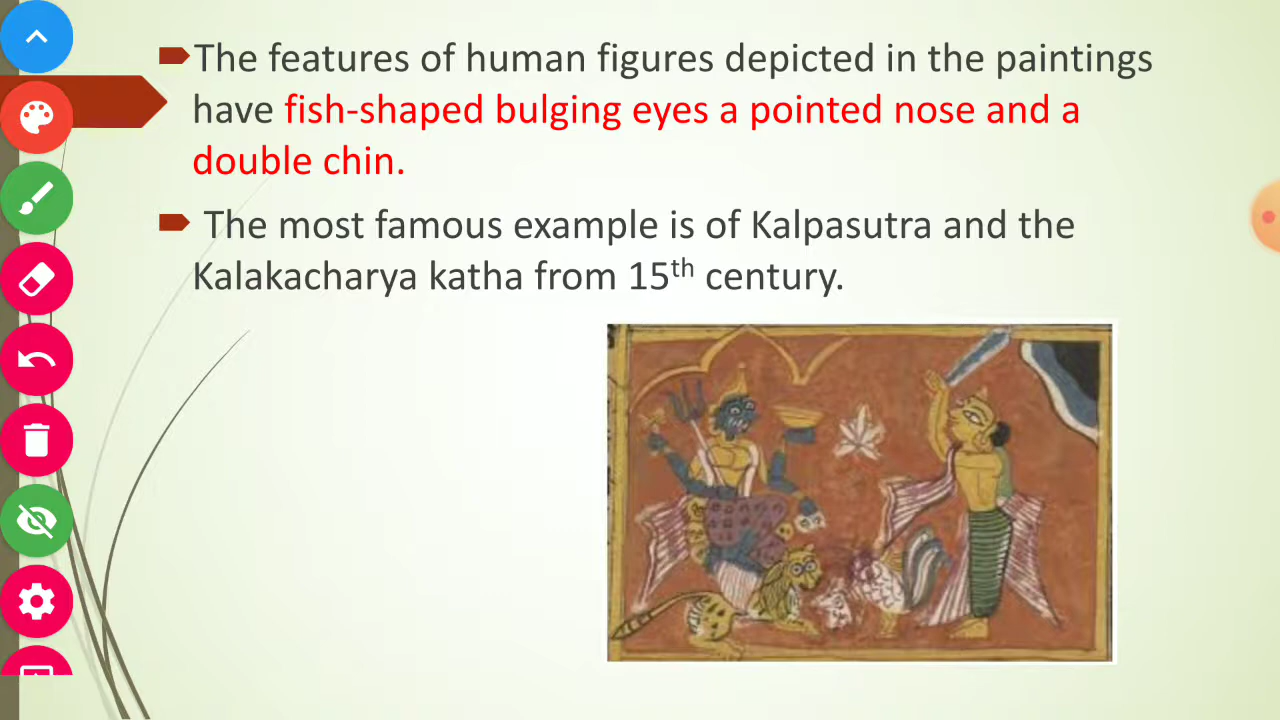 The features of human figures depicted in the paintings
have fish-shaped bulging eyes a pointed nose and a
double chin.
The most famous example is of Kalpasutra and the
Kalakacharya katha from 15th century.